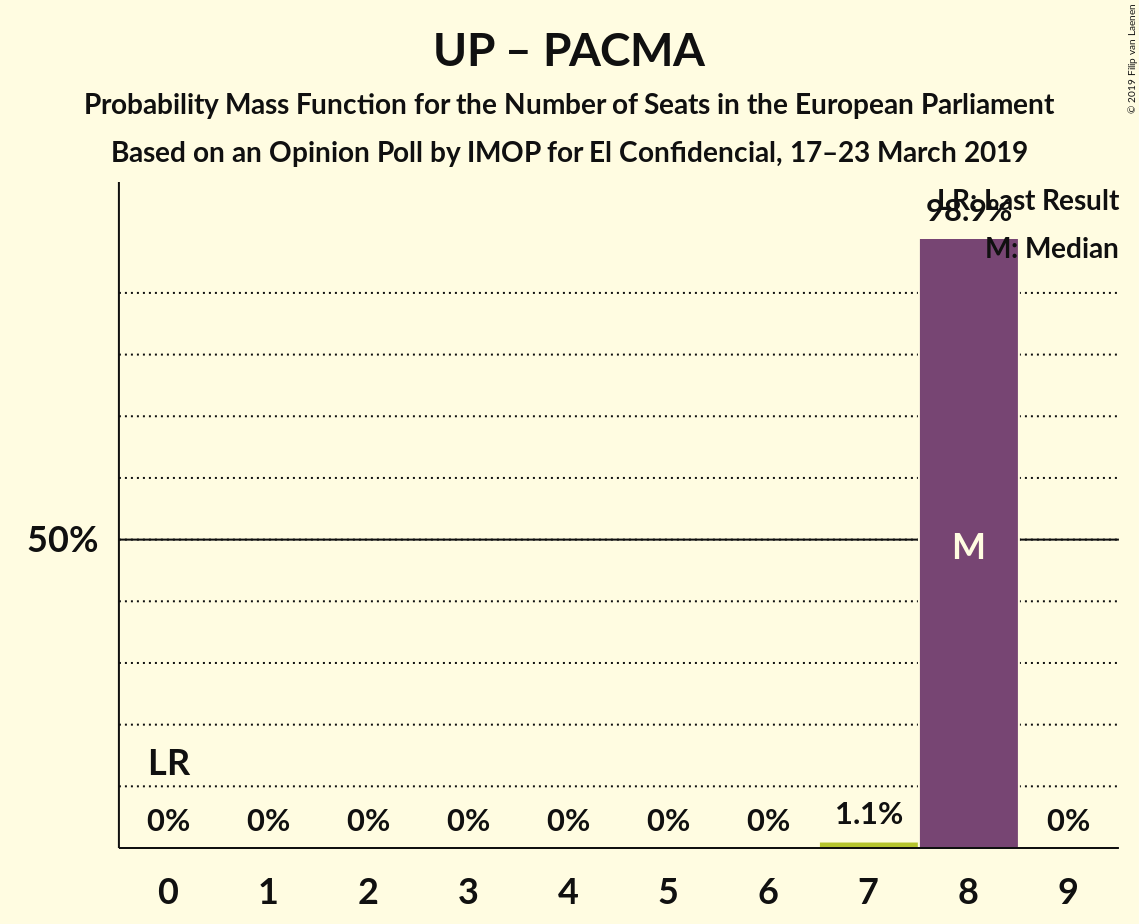 UP – PACMA
Probability Mass Function for the Number of Seats in the European Parliament
Based on an Opinion Poll by IMOP for El Confidencial, 17–23 March 2019
© 2019 Filip van Laenen
LR: Last Result
98.9%
M: Median
50%
M
LR
0% 0% 0% 0% 0% 0% 0% 1.1% 0%
0 1 2 3 4 5 6 7 8 9